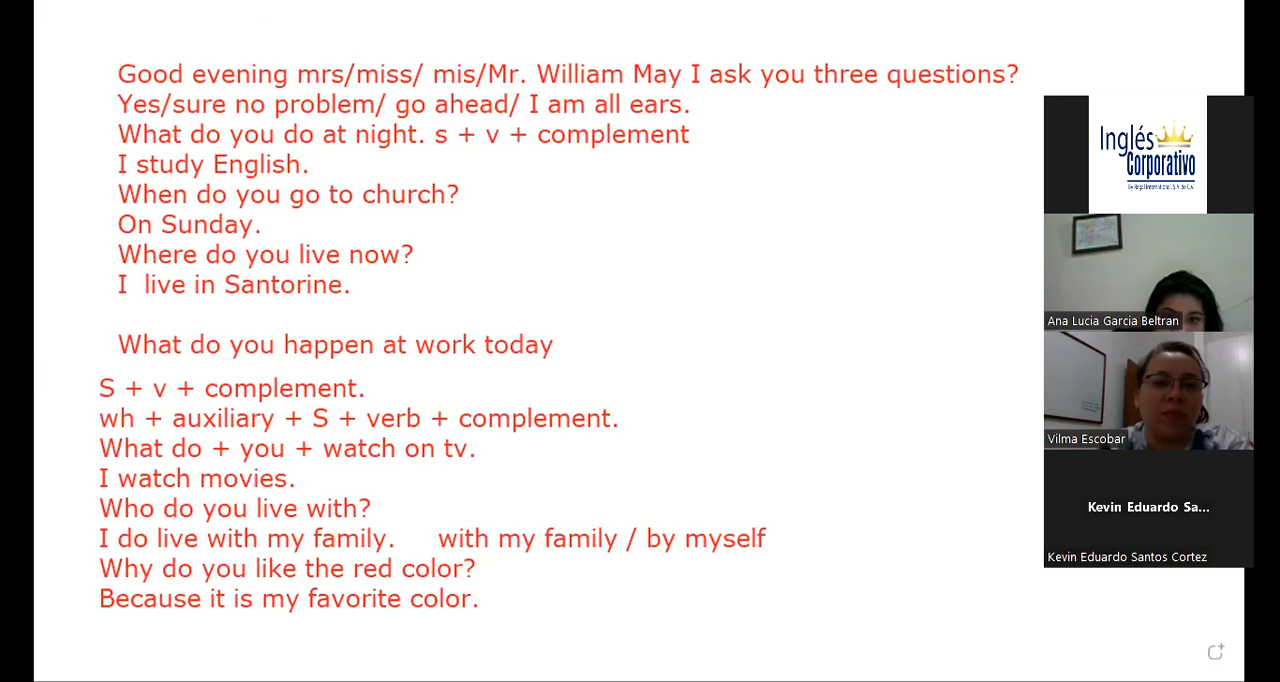 Good evening mrs/miss/ mis/Mr. William May I ask you three questions?
Yes/sure no problem/ go ahead/ I am all ears.
What do you do at night. s + v + complement
I study English.
When do you go to church?
On Sunday.
Where do you live now?
I  live in Santorine.
What do you happen at work today
S + v + complement.
wh + auxiliary + S + verb + complement.
What do + you + watch on tv.
I watch movies.
Who do you live with?
I do live with my family.     with my family / by myself
Why do you like the red color?
Because it is my favorite color.
Inglés
Corporativo
By Regal International, S.A. de C.V.
Ana Lucia Garcia Beltran
Vilma Escobar
Kevin Eduardo Sa...
Kevin Eduardo Santos Cortez